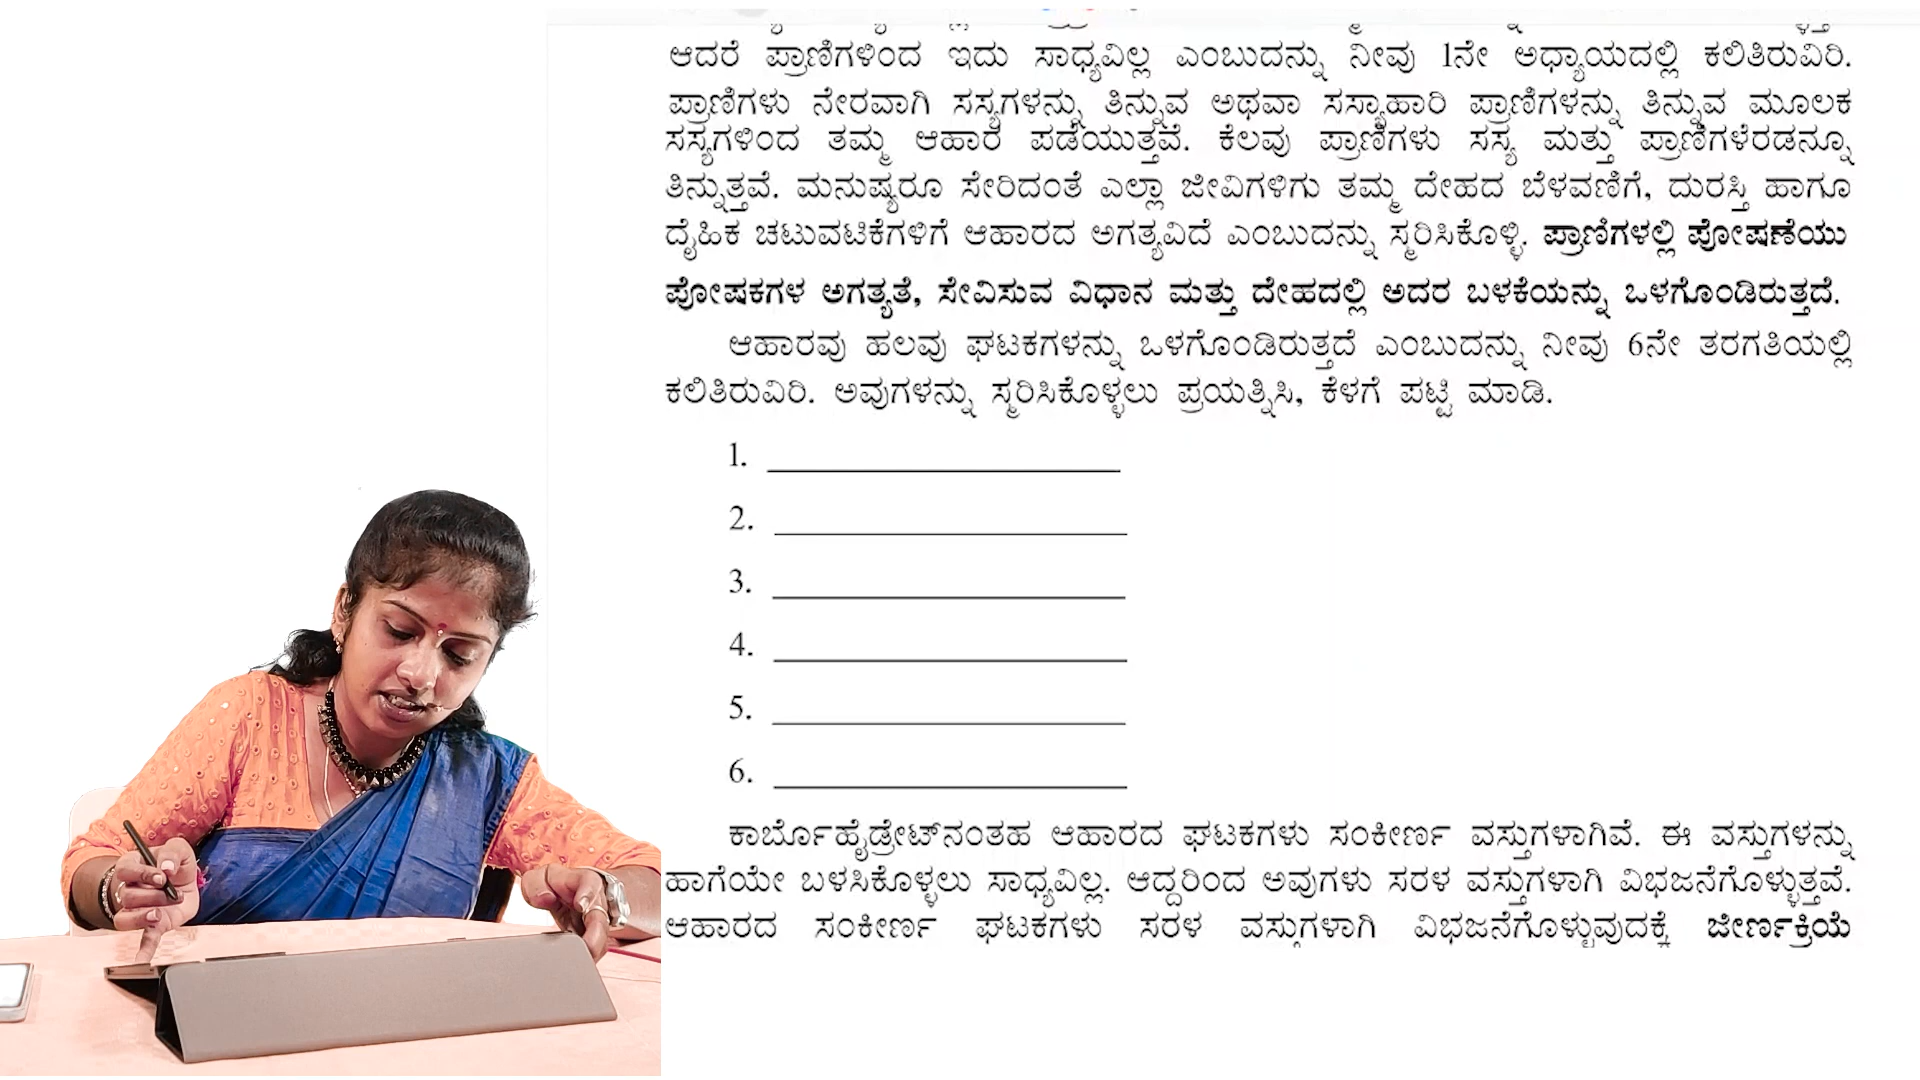 ಆದರೆ ಪ್ರಾಣಿಗಳಿಂದ ಇದು ಸಾಧ್ಯವಿಲ್ಲ ಎಂಬುದನ್ನು ನೀವು 1ನೇ ಅಧ್ಯಾಯದಲ್ಲಿ ಕಲಿತಿರುವಿರಿ.
ಪ್ರಾಣಿಗಳು ನೇರವಾಗಿ ಸಸ್ಯಗಳನ್ನು ತಿನ್ನುವ ಅಥವಾ ಸಸ್ಯಾಹಾರಿ ಪ್ರಾಣಿಗಳನ್ನು ತಿನ್ನುವ ಮೂಲಕ
ಸಸ್ಯಗಳಿಂದ ತಮ್ಮ ಆಹಾರ ಪಡೆಯುತ್ತವೆ. ಕೆಲವು ಪ್ರಾಣಿಗಳು ಸಸ್ಯ ಮತ್ತು ಪ್ರಾಣಿಗಳೆರಡನ್ನೂ
ತಿನ್ನುತ್ತವೆ. ಮನುಷ್ಯರೂ ಸೇರಿದಂತೆ ಎಲ್ಲಾ ಜೀವಿಗಳಿಗು ತಮ್ಮ ದೇಹದ ಬೆಳವಣಿಗೆ, ದುರಸ್ತಿ ಹಾಗೂ
ದೈಹಿಕ ಚಟುವಟಿಕೆಗಳಿಗೆ ಆಹಾರದ ಅಗತ್ಯವಿದೆ ಎಂಬುದನ್ನು ಸ್ಮರಿಸಿಕೊಳ್ಳಿ. ಪ್ರಾಣಿಗಳಲ್ಲಿ ಪೋಷಣೆಯು
ಪೋಷಕಗಳ ಅಗತ್ಯತೆ, ಸೇವಿಸುವ ವಿಧಾನ ಮತ್ತು ದೇಹದಲ್ಲಿ ಅದರ ಬಳಕೆಯನ್ನು ಒಳಗೊಂಡಿರುತ್ತದೆ.
ಆಹಾರವು ಹಲವು ಘಟಕಗಳನ್ನು ಒಳಗೊಂಡಿರುತ್ತದೆ ಎಂಬುದನ್ನು ನೀವು 6ನೇ ತರಗತಿಯಲ್ಲಿ
ಕಲಿತಿರುವಿರಿ. ಅವುಗಳನ್ನು ಸ್ಮರಿಸಿಕೊಳ್ಳಲು ಪ್ರಯತ್ನಿಸಿ, ಕೆಳಗೆ ಪಟ್ಟಿ ಮಾಡಿ.
1.
2.
3.
4.
5.
6.
ಕಾರ್ಬೊಹೈಡ್ರೇಟ್‌ನಂತಹ ಆಹಾರದ ಘಟಕಗಳು ಸಂಕೀರ್ಣ ವಸ್ತುಗಳಾಗಿವೆ. ಈ ವಸ್ತುಗಳನ್ನು
ಹಾಗೆಯೇ ಬಳಸಿಕೊಳ್ಳಲು ಸಾಧ್ಯವಿಲ್ಲ. ಆದ್ದರಿಂದ ಅವುಗಳು ಸರಳ ವಸ್ತುಗಳಾಗಿ ವಿಭಜನೆಗೊಳ್ಳುತ್ತವೆ.
ಆಹಾರದ ಸಂಕೀರ್ಣ ಘಟಕಗಳು ಸರಳ ವಸ್ತುಗಳಾಗಿ ವಿಭಜನೆಗೊಳ್ಳುವುದಕ್ಕೆ ಜೀರ್ಣಕ್ರಿಯೆ